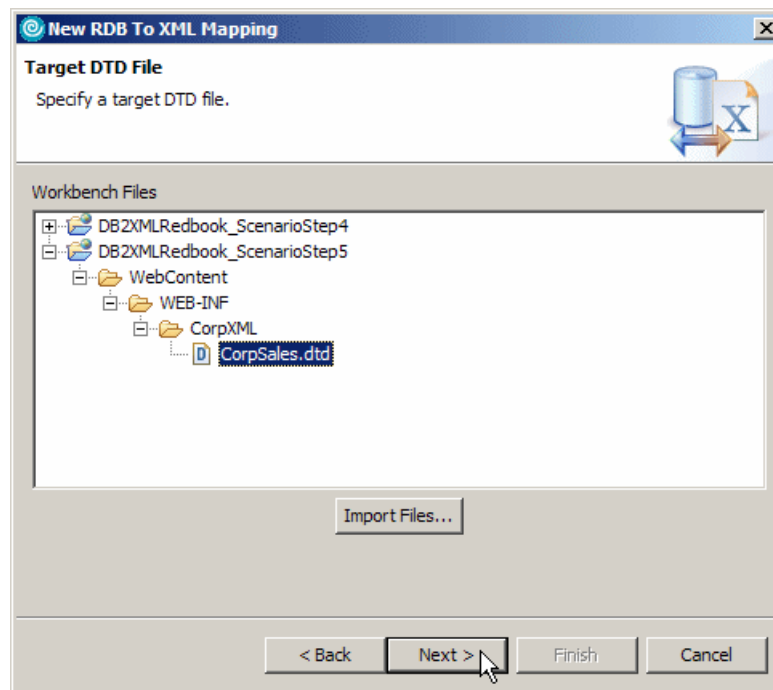 New RDB To XML Mapping
Target DTD File
Specify a target DTD file.
X
Workbench Files
DB2XMLRedbook_ScenarioStep4
DB2XMLRedbook_ScenarioStep5
WebContent
WEB-INF
CorpXML
D CorpSales.dtd
Import Files...
< Back Next > Finish Cancel